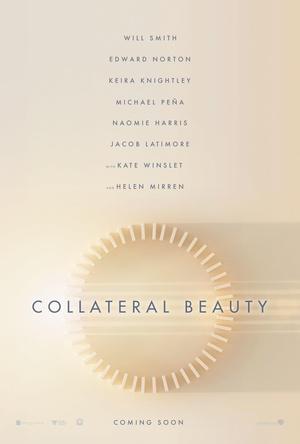 WILL SMITH
EDWARD NORTON
KEIRA KNIGHTLEY
MICHAEL PEÑA
NAOMIE HARRIS
JACOB LATIMORE
WITH KATE WINSLET
AND HELEN MIRREN
COLLATERAL BEAUTY
COMING SOON